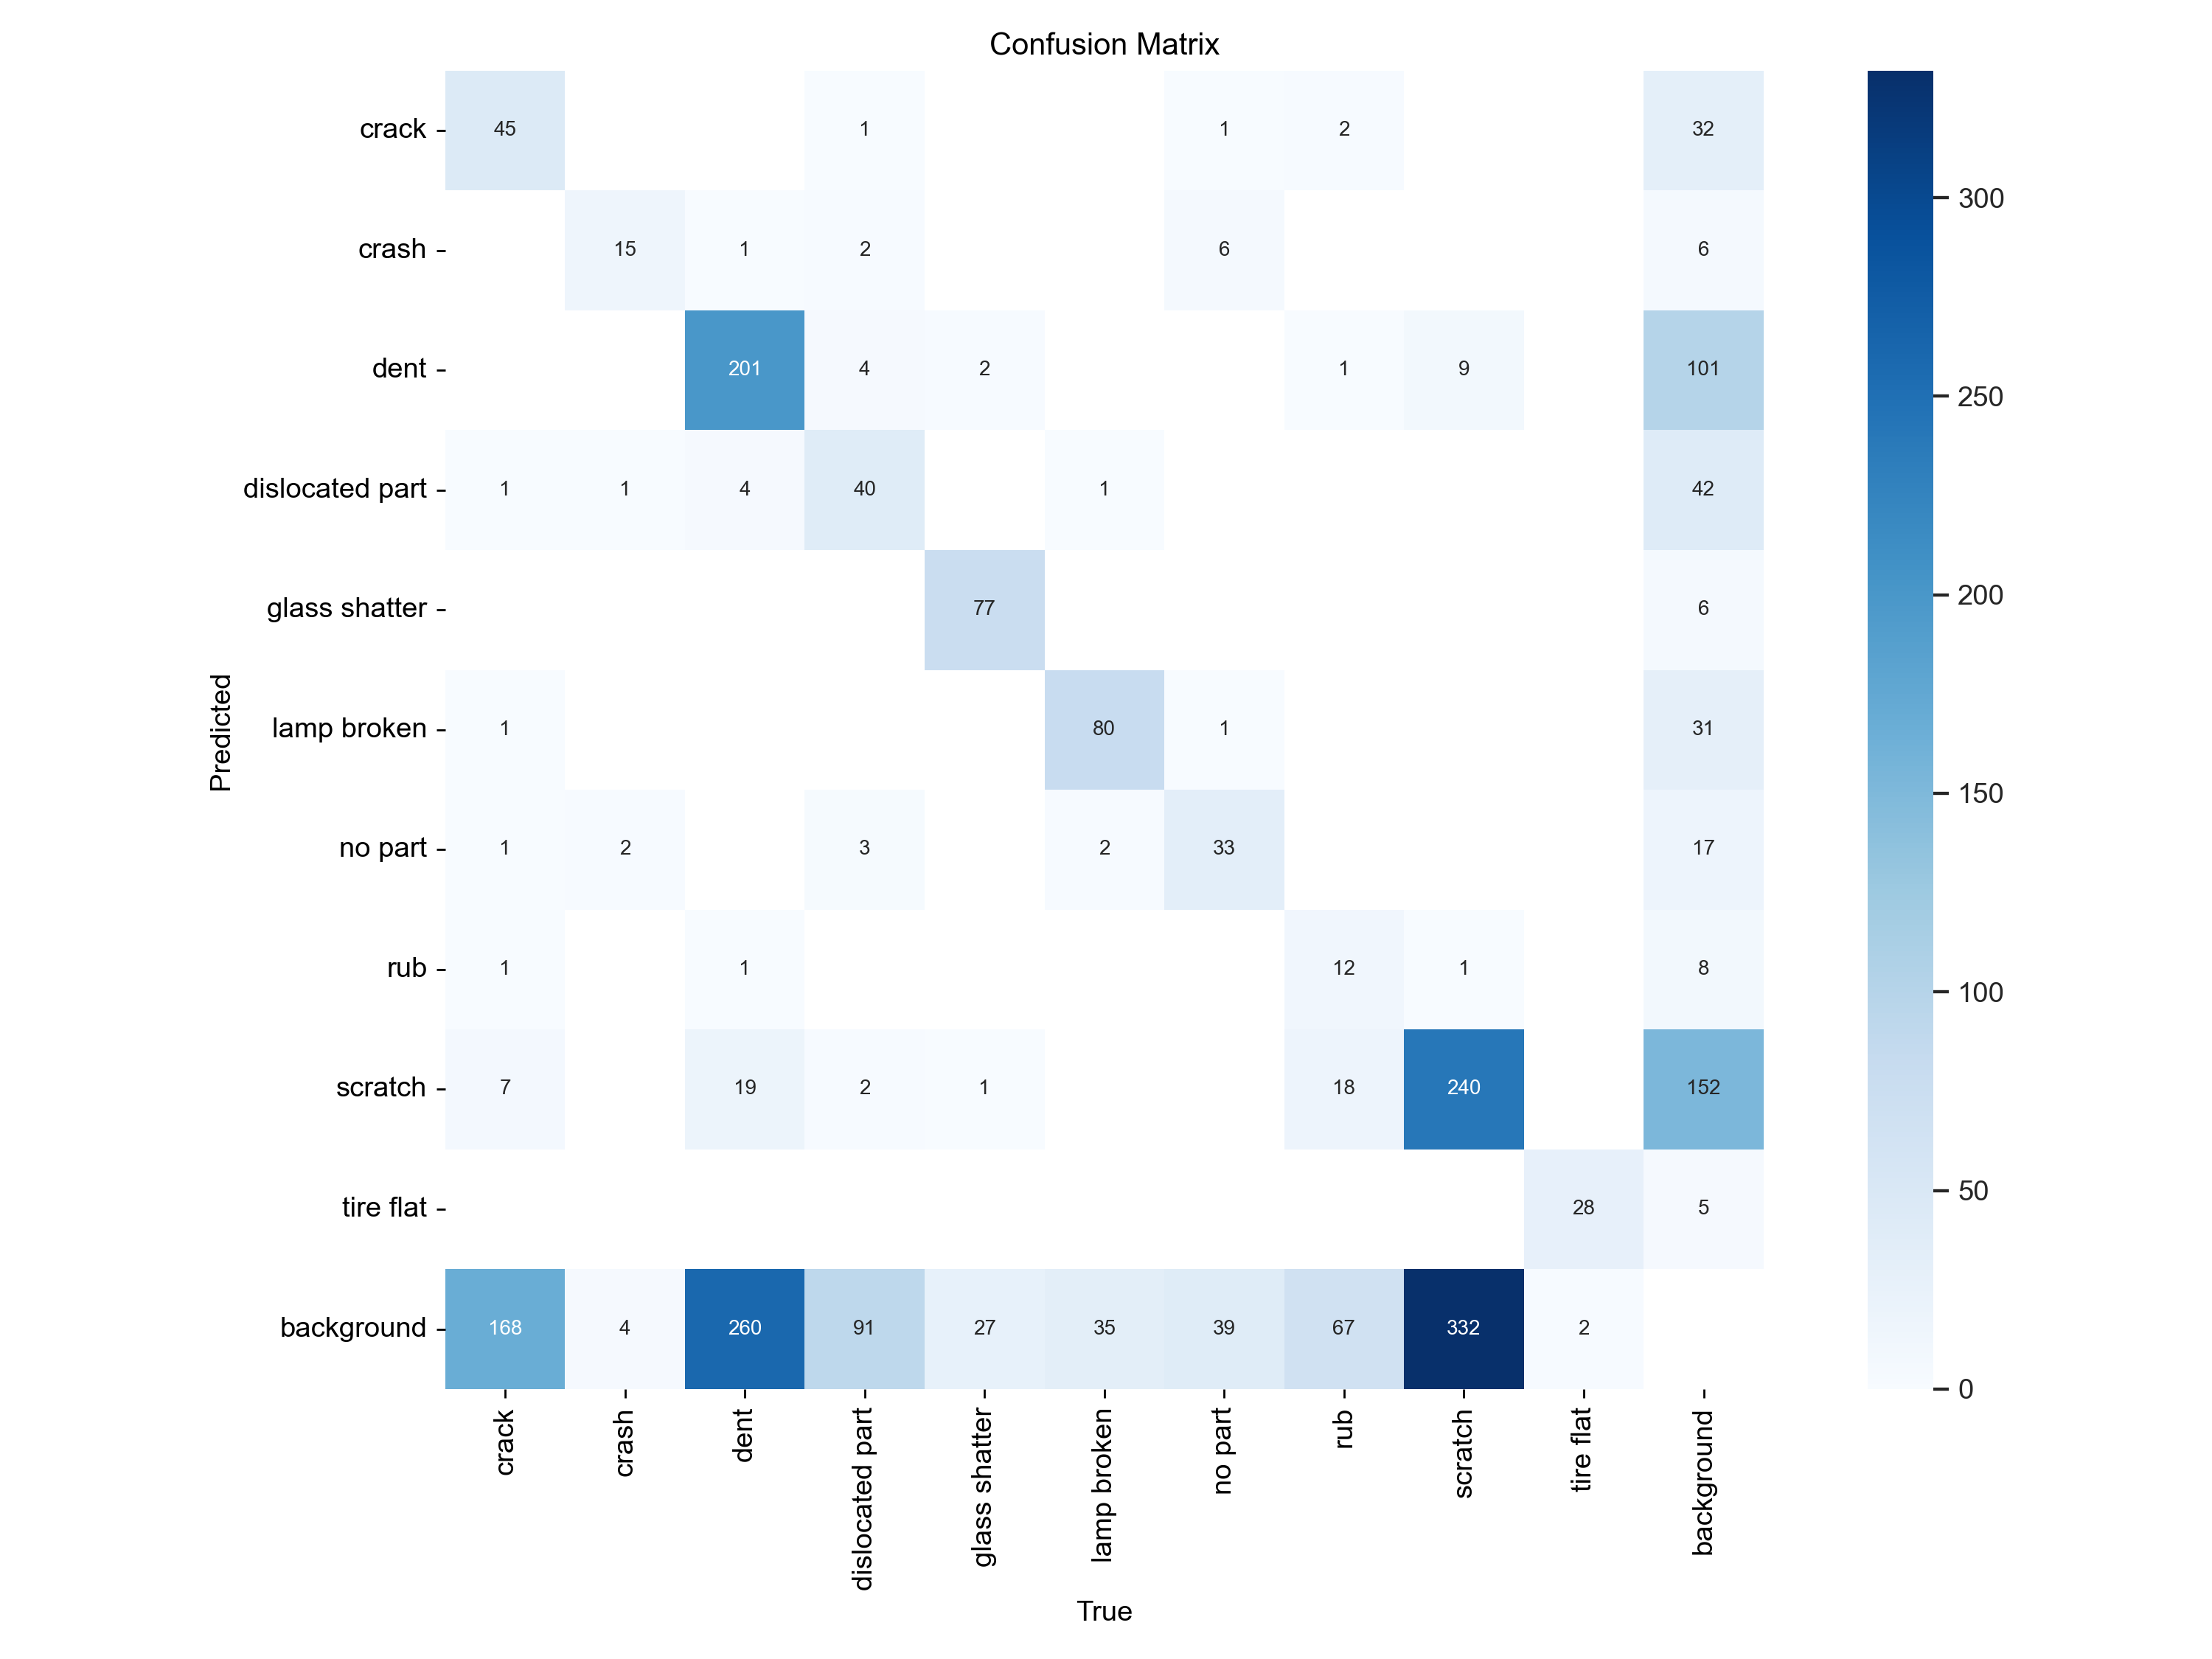 Confusion Matrix
crack 45 1 1 2 32
crash 15 1 2 6 6
dent 201 4 2 1 9 101
dislocated part 1 1 4 40 1 42
glass shatter 77 6
lamp broken 1 80 1 31
no part 1 2 3 2 33 17
rub 1 1 12 1 8
scratch 7 19 2 1 18 240 152
tire flat 28 5
background 168 4 260 91 27 35 39 67 332 2
Predicted
crack crash dent dislocated part glass shatter lamp broken no part rub scratch tire flat background
True
300
250
200
150
100
50
0